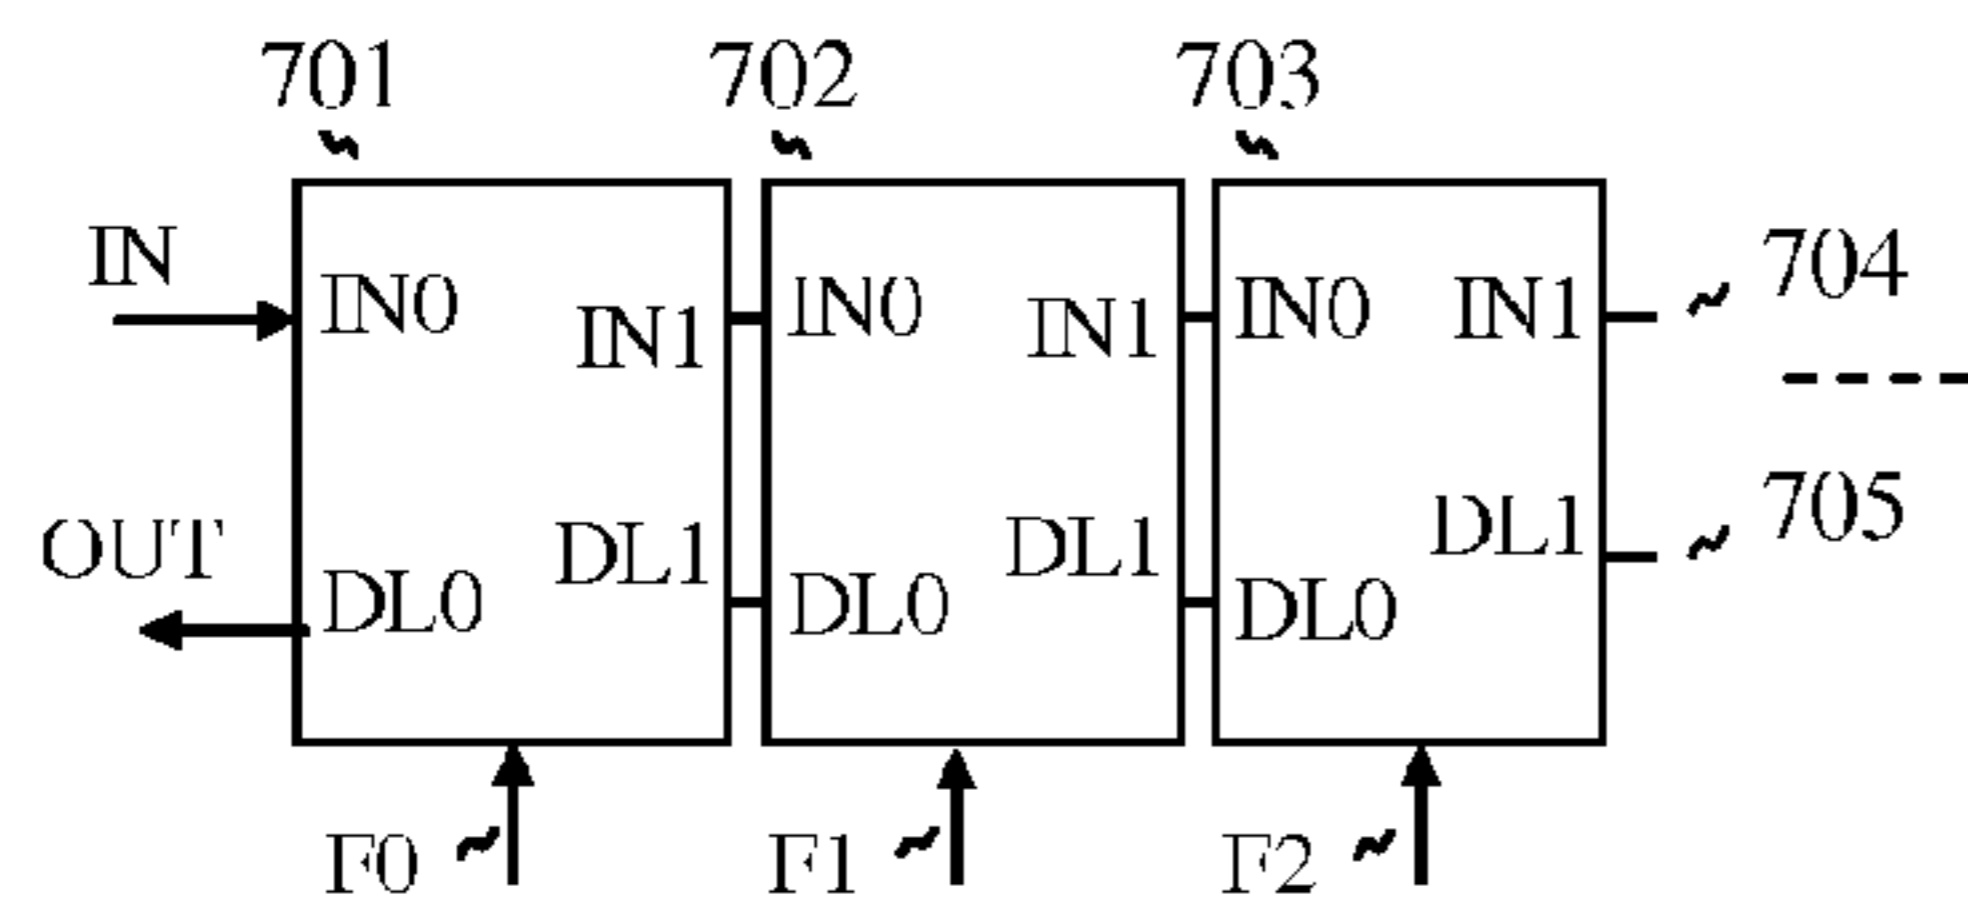 701 702 703
IN 704
IN0 IN1 IN0 IN1 IN0 IN1
OUT DL1 DL1 DL1 705
DL0 DL0 DL0
F0 F1 F2